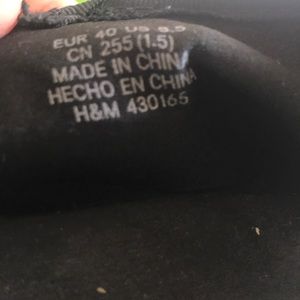 EUR 40 US 8.5
CN 255(1.5)
MADE IN CHINA
HECHO EN CHINA
H&M 430165